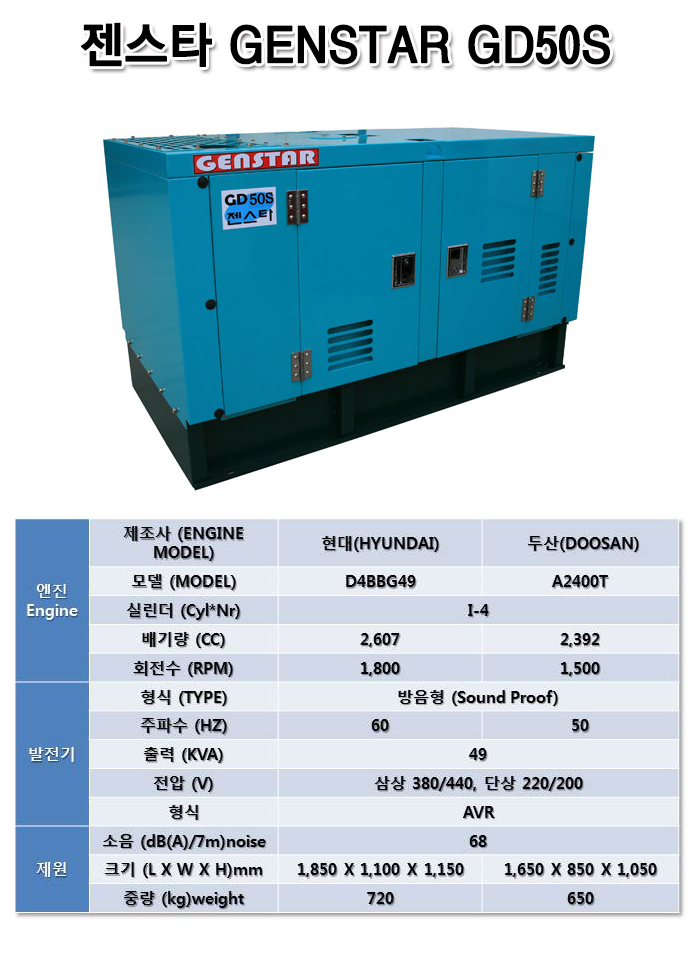 젠스타 GENSTAR GD50S
GENSTAR
GD50S
젠스타
엔진
Engine
제조사 (ENGINE
MODEL)
현대(HYUNDAI)
두산(DOOSAN)
모델 (MODEL)
D4BBG49
A2400T
실린더 (Cyl*Nr)
I-4
배기량 (CC)
2,607
2,392
회전수 (RPM)
1,800
1,500
발전기
형식 (TYPE)
방음형 (Sound Proof)
주파수 (HZ)
60
50
출력 (KVA)
49
전압 (V)
삼상 380/440, 단상 220/200
형식
AVR
제원
소음 (dB(A)/7m)noise
68
크기 (L X W X H)mm
1,850 X 1,100 X 1,150
1,650 X 850 X 1,050
중량 (kg)weight
720
650